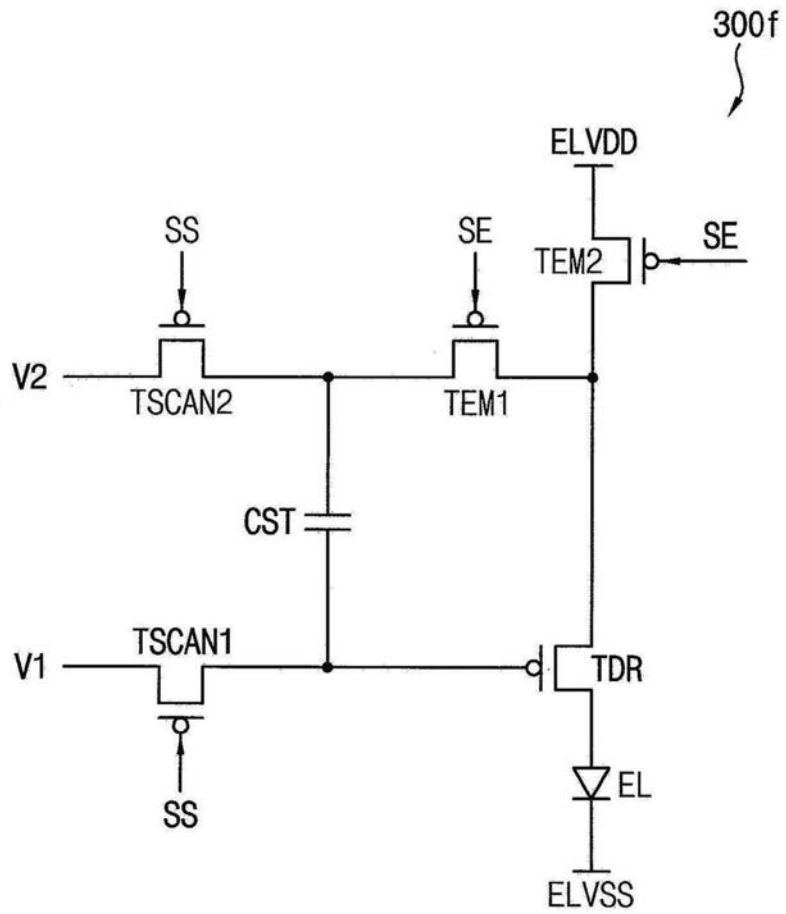 300f
ELVDD
SS
SE
TEM2
SE
V2
TSCAN2
TEM1
CST
TSCAN1
V1
TDR
SS
EL
ELVSS